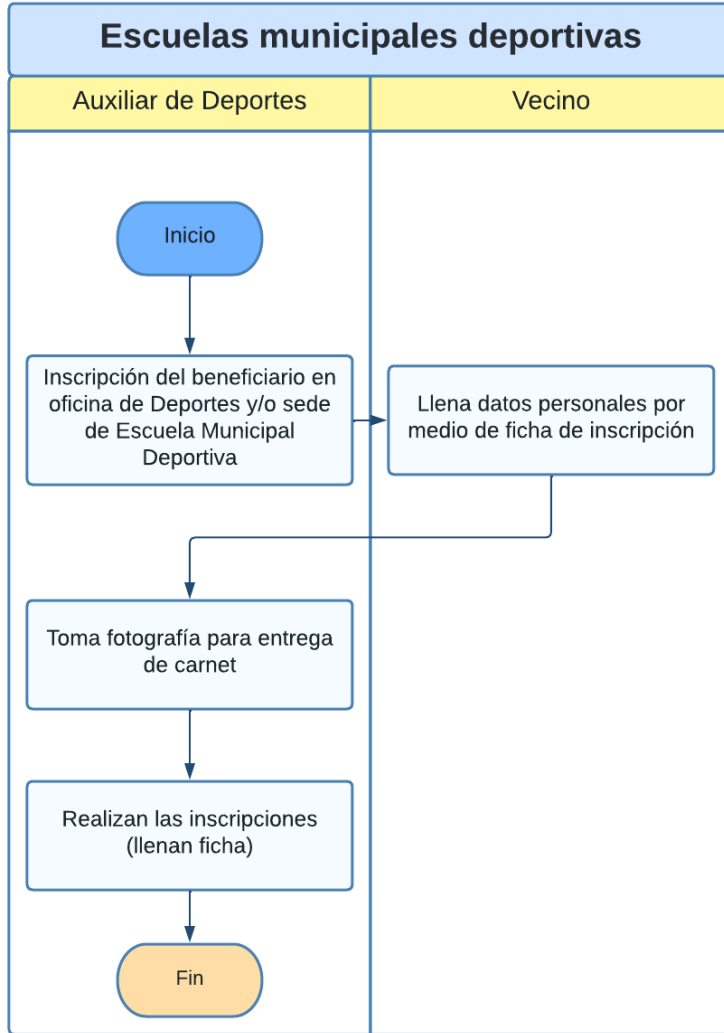 Escuelas municipales deportivas
Auxiliar de Deportes
Vecino
Inicio
Inscripción del beneficiario en
oficina de Deportes y/o sede
de Escuela Municipal
Deportiva
Llena datos personales por
medio de ficha de inscripción
Toma fotografía para entrega
de carnet
Realizan las inscripciones
(llenan ficha)
Fin